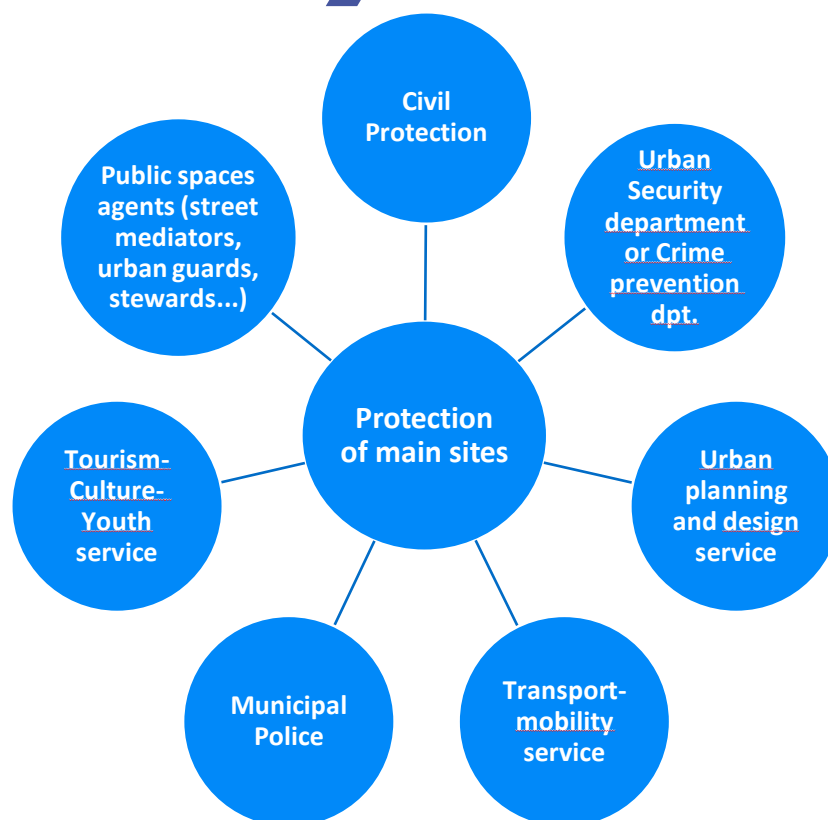 Civil
Protection
Urban
Security
department
or Crime
prevention
dpt.
Public spaces
agents (street
mediators,
urban guards,
stewards...)
Protection
of main sites
Tourism-
Culture-
Youth
service
Urban
planning
and design
service
Municipal
Police
Transport-
mobility
service